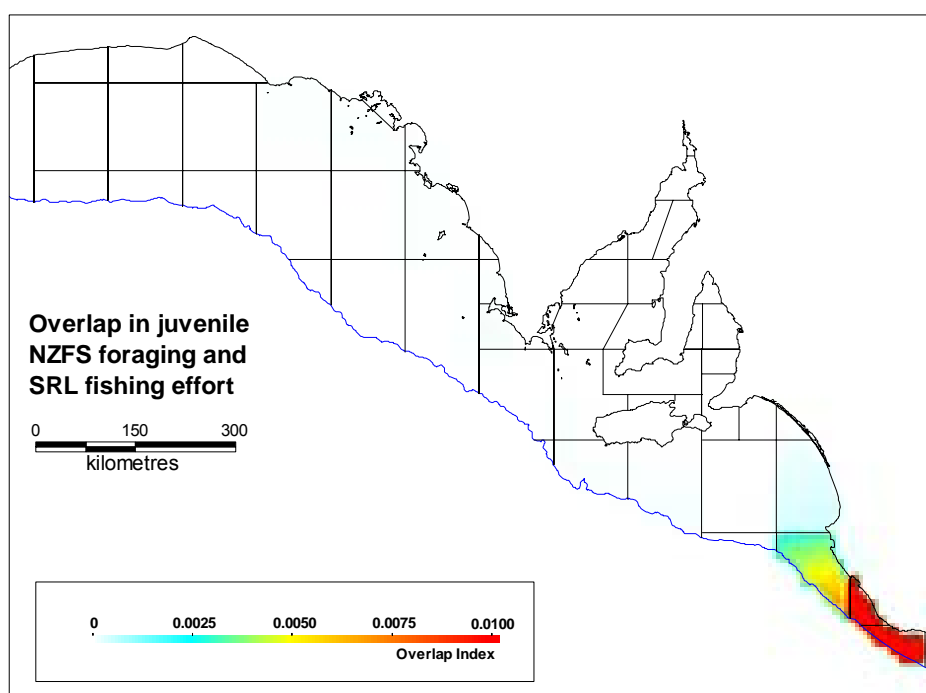 Overlap in juvenile
NZFS foraging and
SRL fishing effort
0 150 300
kilometres
0 0.0025 0.0050 0.0075 0.0100
Overlap Index